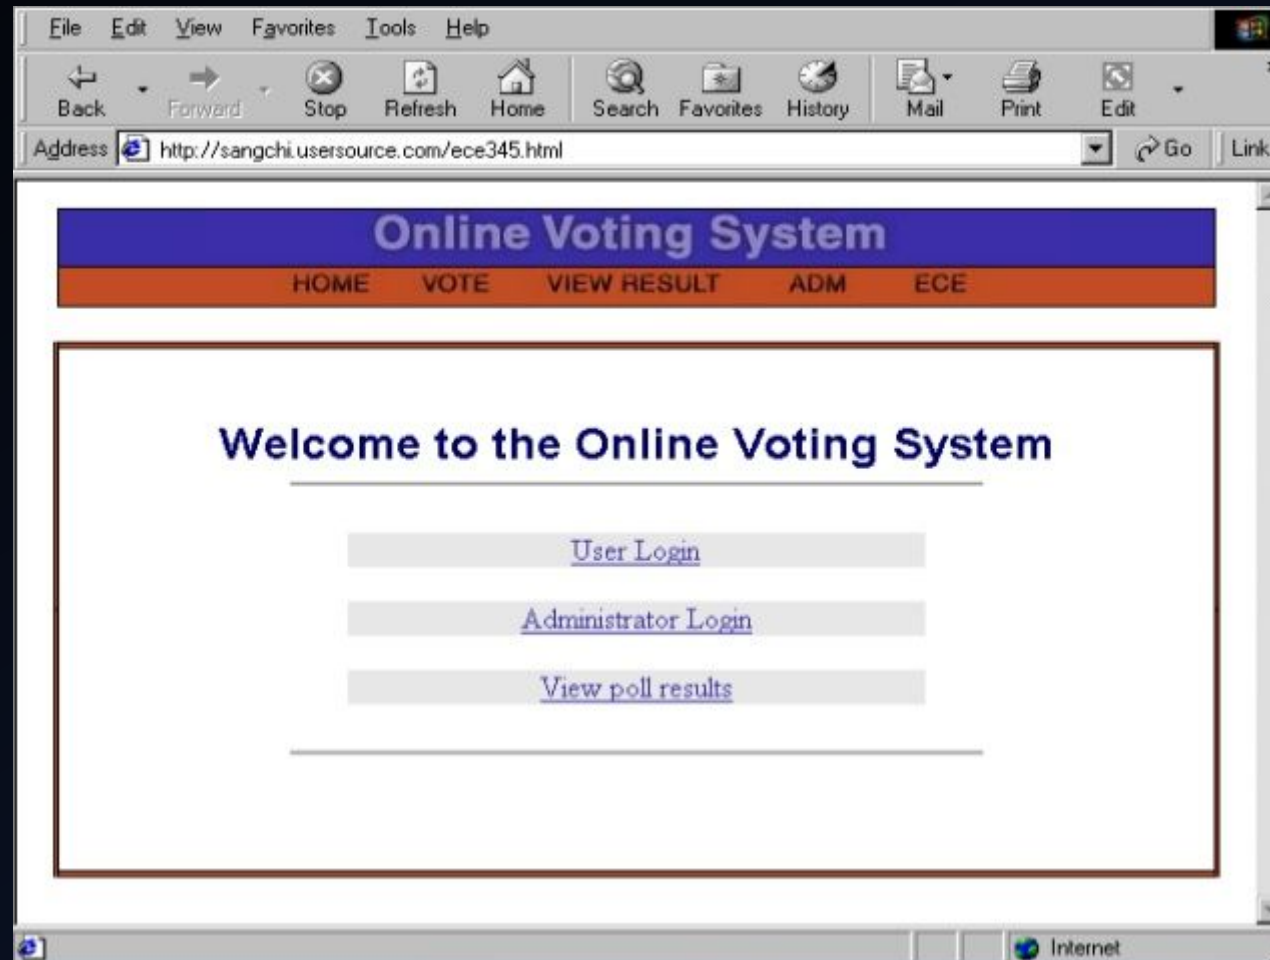 File Edit View Favorites Tools Help
Back Forward Stop Refresh Home Search Favorites History Mail Print Edit
Address http://sangchi.usersource.com/ece345.html Go Link
Online Voting System
HOME VOTE VIEW RESULT ADM ECE
Welcome to the Online Voting System
User Login
Administrator Login
View poll results
Internet